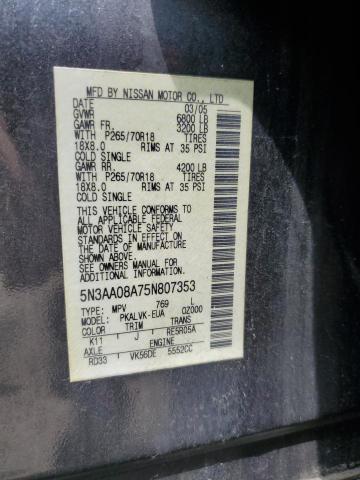 MFD BY NISSAN MOTOR CO., LTD
DATE 03/05
GVWR 6800 LB
GAWR FR. 3200 LB
WITH P265/70R18 TIRES
18X8.0 RIMS AT 35 PSI
COLD SINGLE
GAWR RR. 4200 LB
WITH P265/70R18 TIRES
18X8.0 RIMS AT 35 PSI
COLD SINGLE
THIS VEHICLE CONFORMS TO
ALL APPLICABLE FEDERAL
MOTOR VEHICLE SAFETY
STANDARDS IN EFFECT ON
THE DATE OF MANUFACTURE
SHOWN ABOVE.
SEE OWNERS MANUAL FOR
ADDITIONAL INFORMATION.
5N3AA08A75N807353
TYPE: MPV 769 L
MODEL: PKALVK-EUA QZ000
COLOR TRIM TRANS
K11 J RE5R05A
AXLE ENGINE
RD33 VK56DE 5552CC